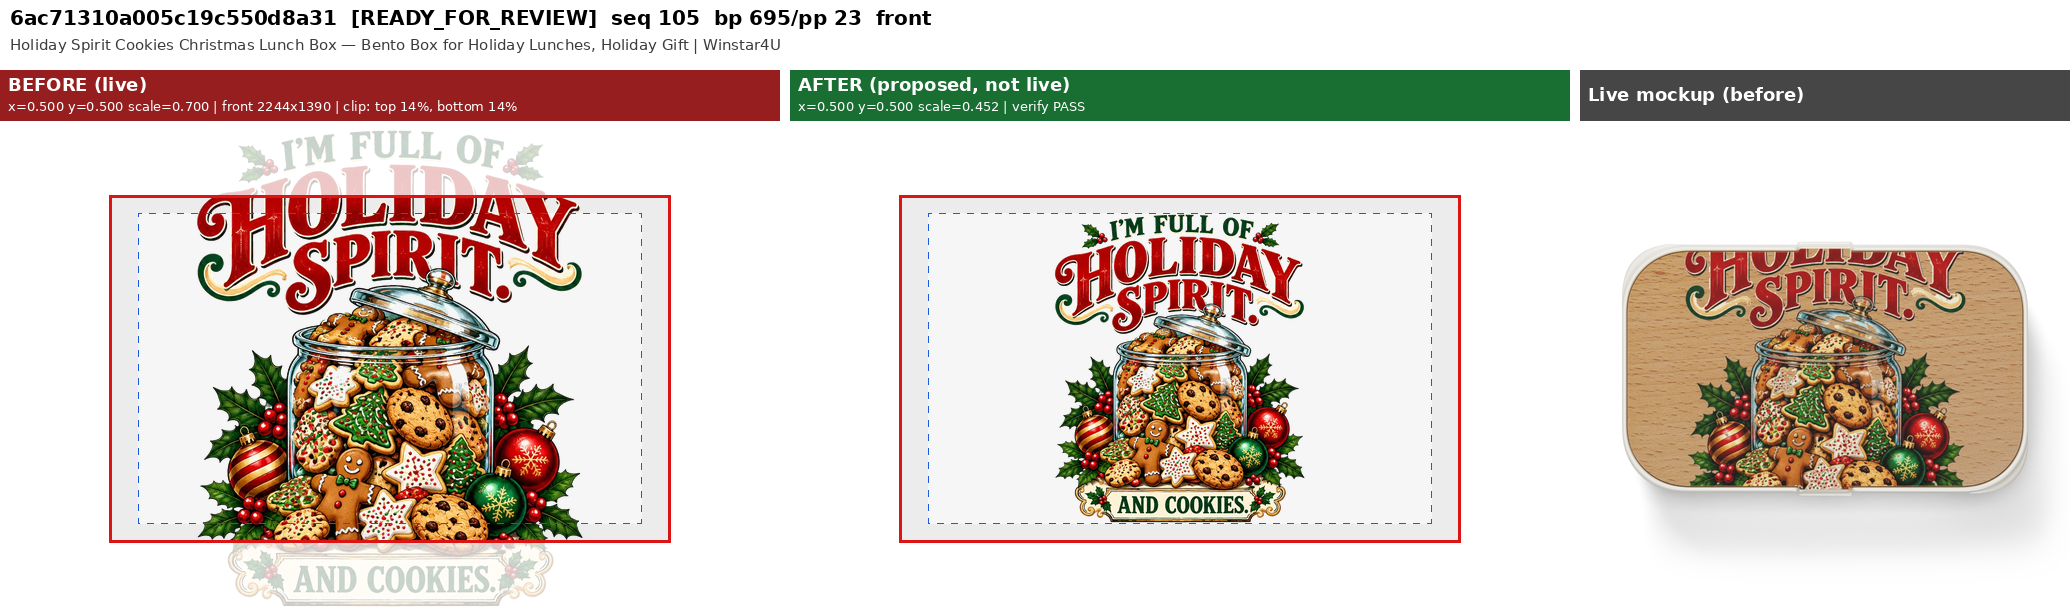 6ac71310a005c19c550d8a31 [READY_FOR_REVIEW] seq 105 bp 695/pp 23 front
Holiday Spirit Cookies Christmas Lunch Box — Bento Box for Holiday Lunches, Holiday Gift | Winstar4U
BEFORE (live)
x=0.500 y=0.500 scale=0.700 | front 2244x1390 | clip: top 14%, bottom 14%
I'M FULL OF
HOLIDAY
SPIRIT.
AND COOKIES.
AFTER (proposed, not live)
x=0.500 y=0.500 scale=0.452 | verify PASS
I'M FULL OF
HOLIDAY
SPIRIT.
AND COOKIES.
Live mockup (before)
HOLIDAY
SPIRIT.